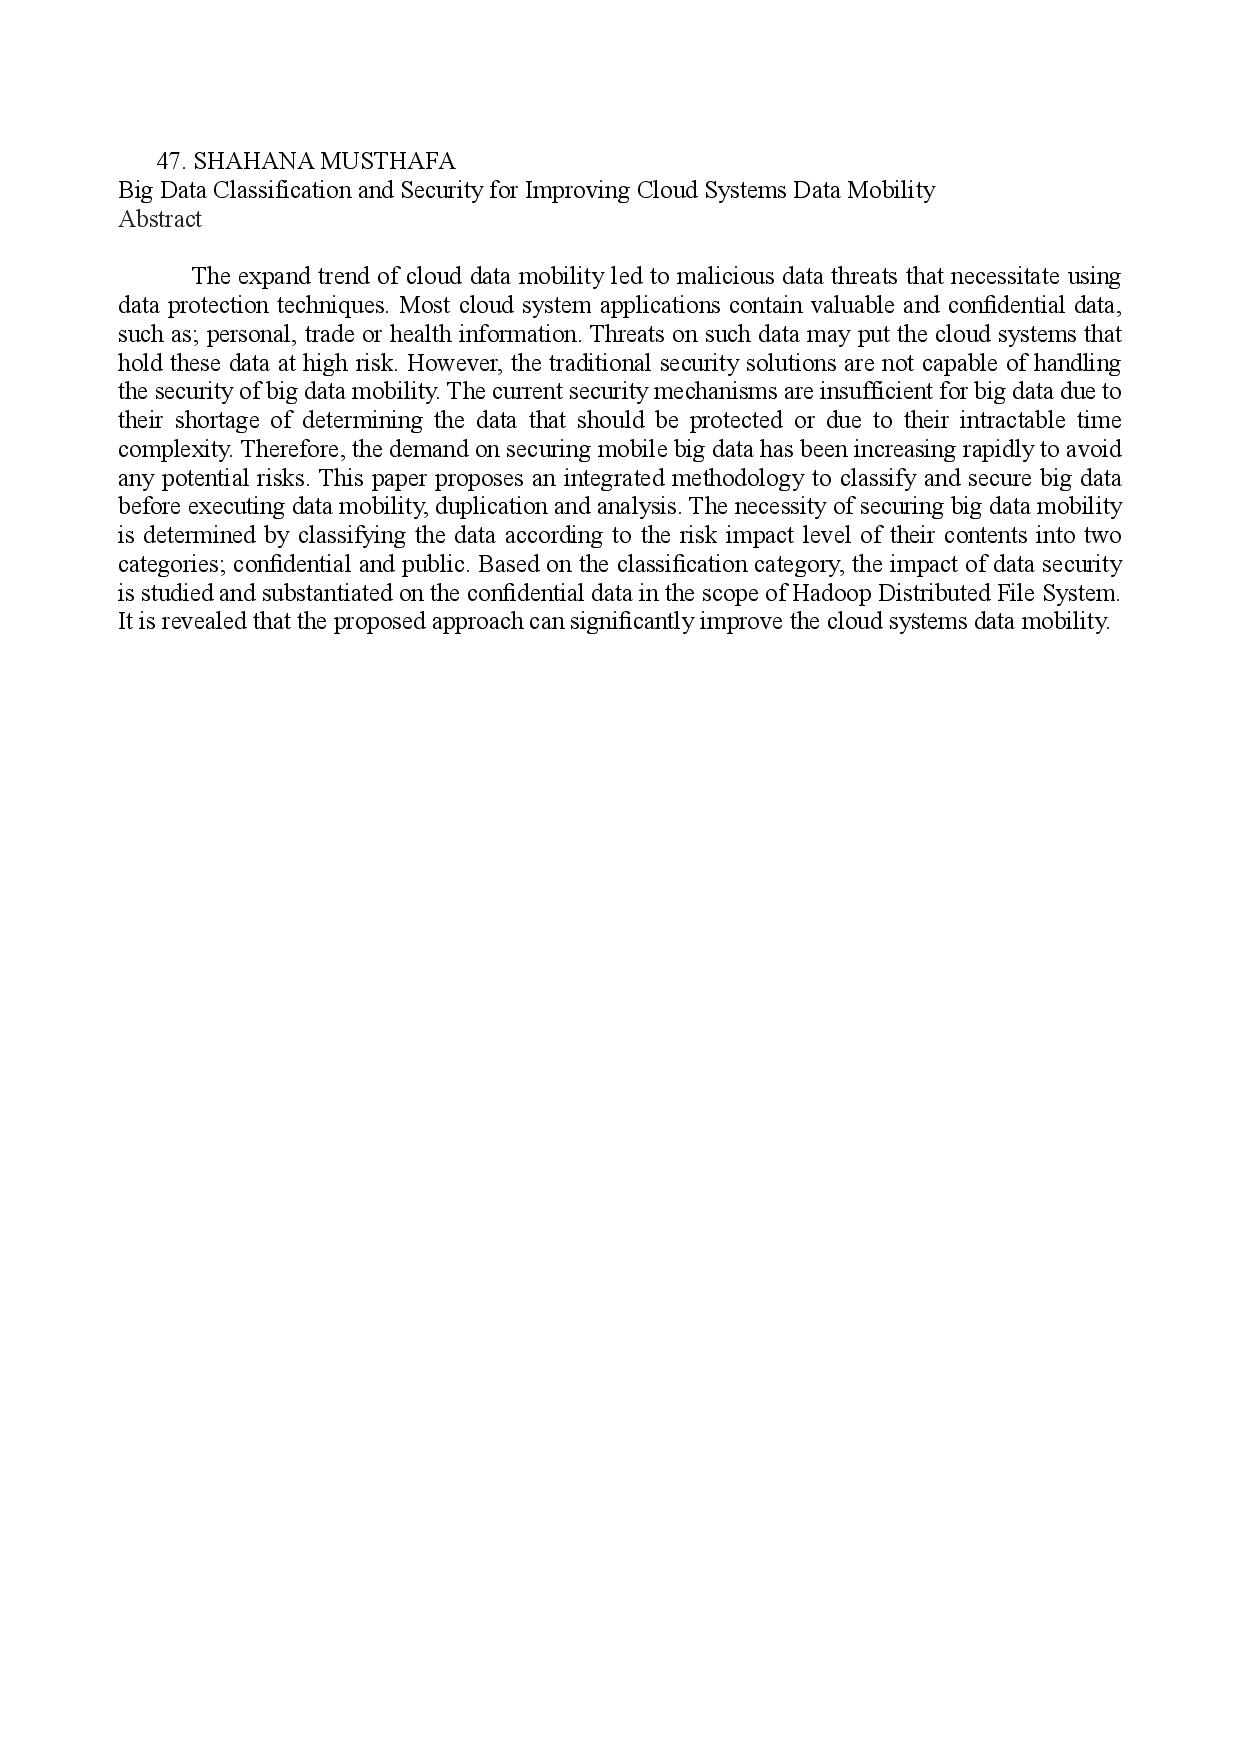 47. SHAHANA MUSTHAFA
Big Data Classification and Security for Improving Cloud Systems Data Mobility
Abstract
The expand trend of cloud data mobility led to malicious data threats that necessitate using
data protection techniques. Most cloud system applications contain valuable and confidential data,
such as; personal, trade or health information. Threats on such data may put the cloud systems that
hold these data at high risk. However, the traditional security solutions are not capable of handling
the security of big data mobility. The current security mechanisms are insufficient for big data due to
their shortage of determining the data that should be protected or due to their intractable time
complexity. Therefore, the demand on securing mobile big data has been increasing rapidly to avoid
any potential risks. This paper proposes an integrated methodology to classify and secure big data
before executing data mobility, duplication and analysis. The necessity of securing big data mobility
is determined by classifying the data according to the risk impact level of their contents into two
categories; confidential and public. Based on the classification category, the impact of data security
is studied and substantiated on the confidential data in the scope of Hadoop Distributed File System.
It is revealed that the proposed approach can significantly improve the cloud systems data mobility.